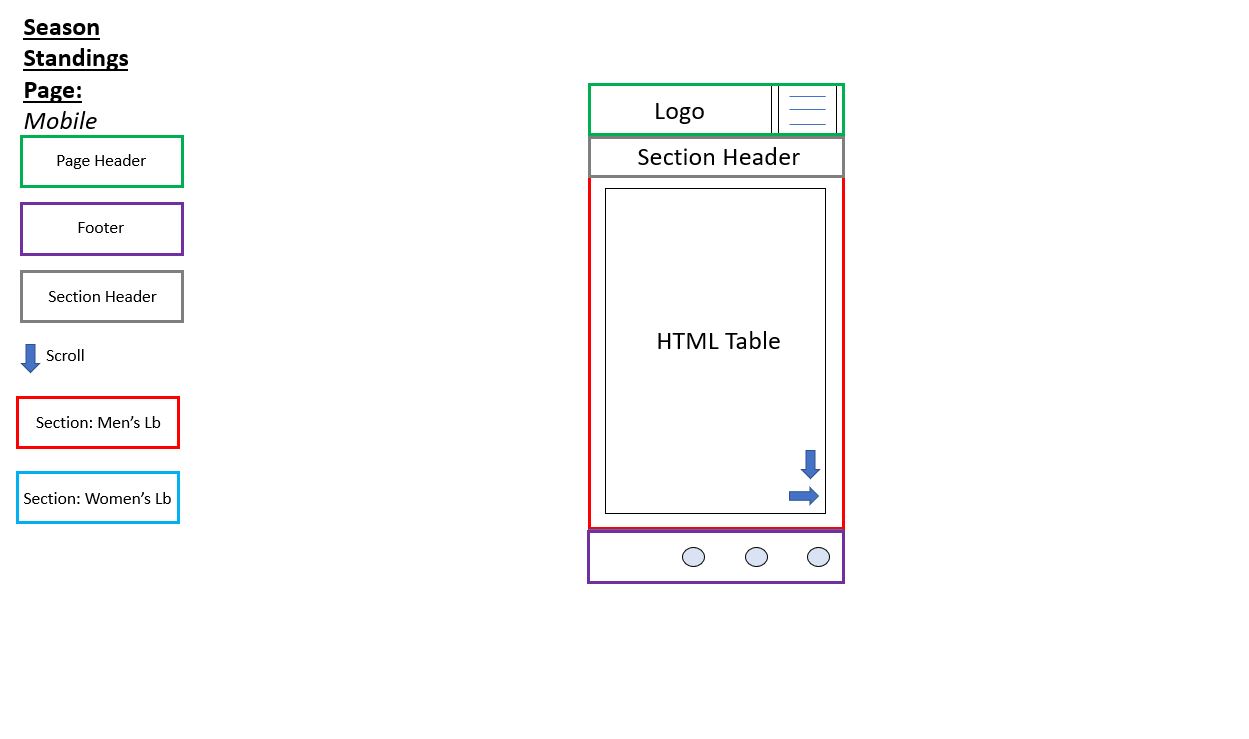 Season
Standings
Page:
Mobile
Page Header
Footer
Section Header
Scroll
Section: Men's Lb
Section: Women's Lb
Logo
Section Header
HTML Table